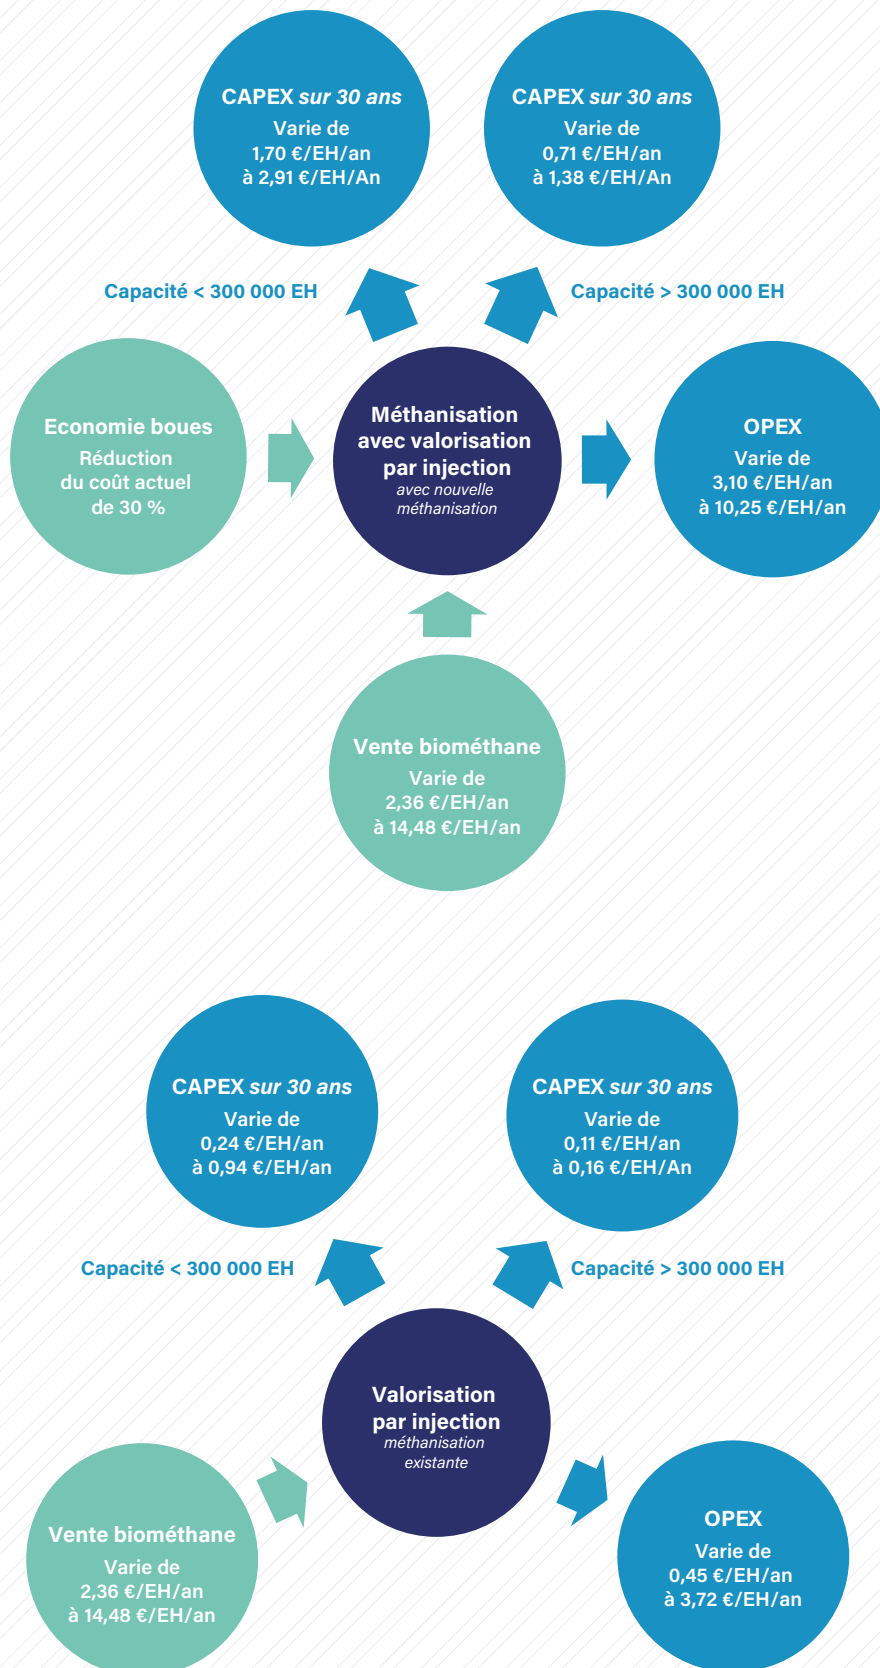 CAPEX sur 30 ans
Varie de
1,70 €/EH/an
à 2,91 €/EH/An
CAPEX sur 30 ans
Varie de
0,71 €/EH/an
à 1,38 €/EH/An
Capacité < 300 000 EH
Capacité > 300 000 EH
Economie boues
Réduction
du coût actuel
de 30 %
Méthanisation
avec valorisation
par injection
avec nouvelle
méthanisation
OPEX
Varie de
3,10 €/EH/an
à 10,25 €/EH/an
Vente biométhane
Varie de
2,36 €/EH/an
à 14,48 €/EH/an
CAPEX sur 30 ans
Varie de
0,24 €/EH/an
à 0,94 €/EH/an
CAPEX sur 30 ans
Varie de
0,11 €/EH/an
à 0,16 €/EH/An
Capacité < 300 000 EH
Capacité > 300 000 EH
Valorisation
par injection
méthanisation
existante
Vente biométhane
Varie de
2,36 €/EH/an
à 14,48 €/EH/an
OPEX
Varie de
0,45 €/EH/an
à 3,72 €/EH/an